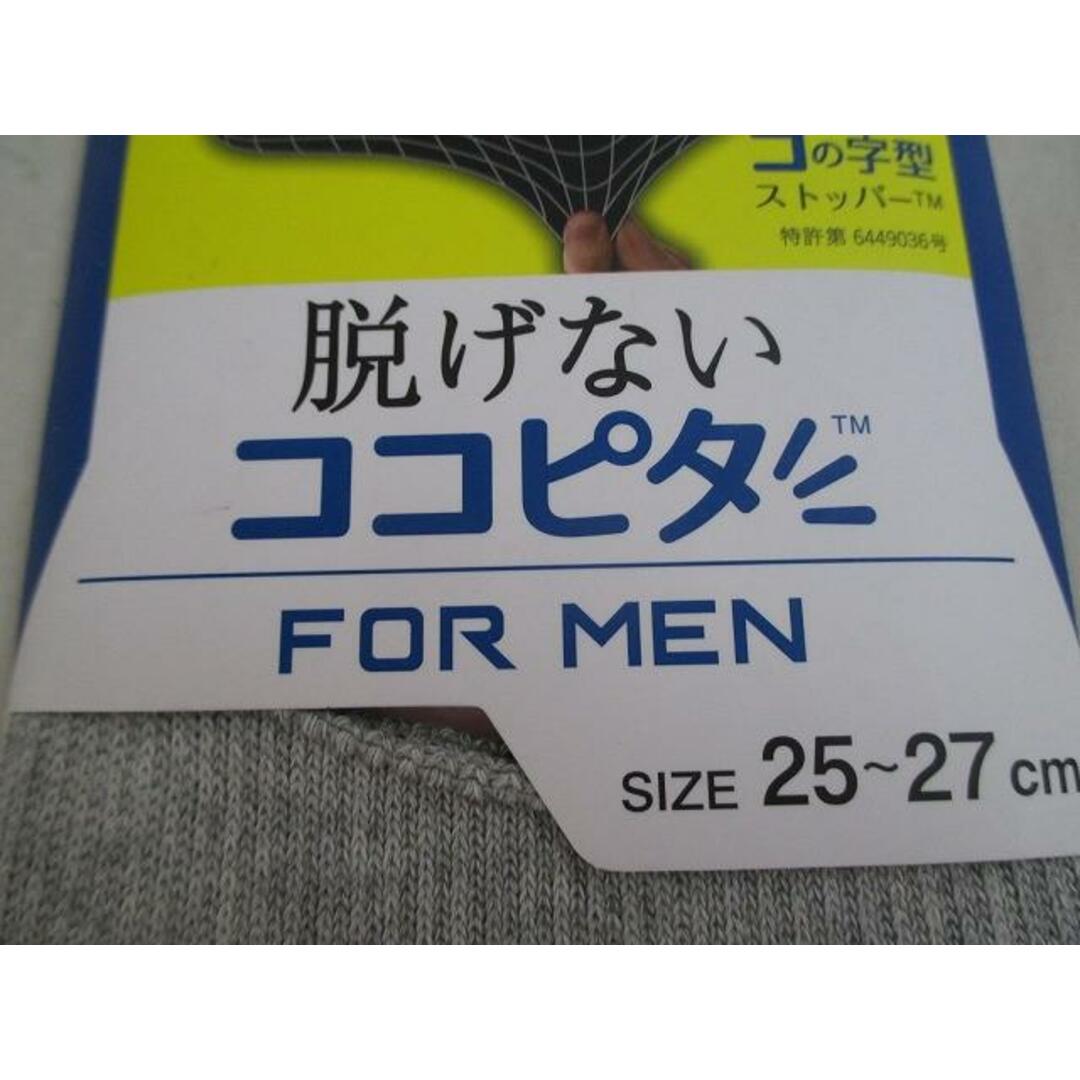 コの字型
ストッパー™
特許第 6449036号
脱げない
ココピタ™
FOR MEN
SIZE 25~27 cm